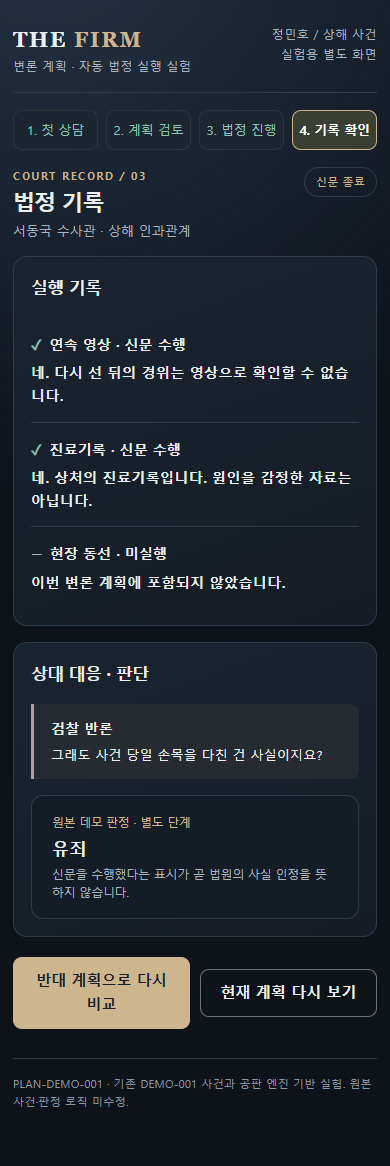 THE FIRM
변론 계획 · 자동 법정 실행 실험
정민호 / 상해 사건
실험용 별도 화면
1. 첫 상담
2. 계획 검토
3. 법정 진행
4. 기록 확인
COURT RECORD / 03
법정 기록
서동국 수사관 · 상해 인과관계
신문 종료
실행 기록
✓ 연속 영상 · 신문 수행
네. 다시 선 뒤의 경위는 영상으로 확인할 수 없습
니다.
✓ 진료기록 · 신문 수행
네. 상처의 진료기록입니다. 원인을 감정한 자료는
아닙니다.
— 현장 동선 · 미실행
이번 변론 계획에 포함되지 않았습니다.
상대 대응 · 판단
검찰 반론
그래도 사건 당일 손목을 다친 건 사실이지요?
원본 데모 판정 · 별도 단계
유죄
신문을 수행했다는 표시가 곧 법원의 사실 인정을 뜻
하지 않습니다.
반대 계획으로 다시
비교
현재 계획 다시 보기
PLAN-DEMO-001 · 기존 DEMO-001 사건과 공판 엔진 기반 실험. 원본
사건·판정 로직 미수정.